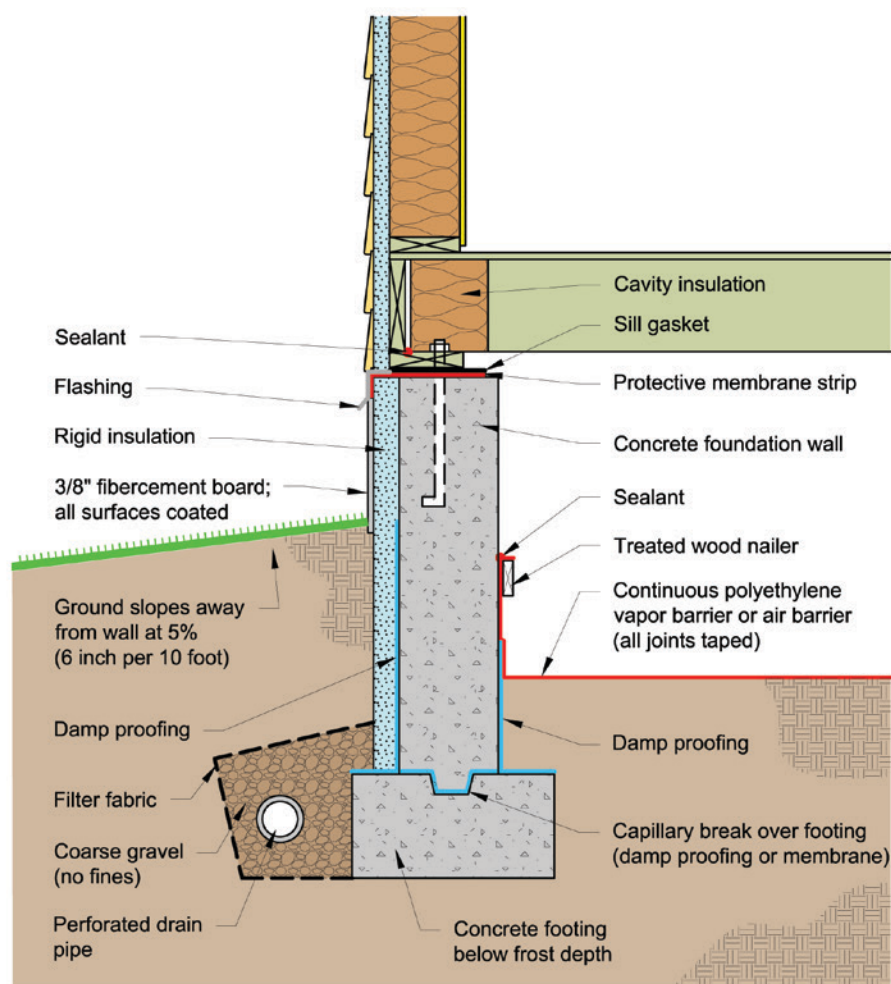 Sealant
Flashing
Rigid insulation
3/8" fibercement board;
all surfaces coated
Ground slopes away
from wall at 5%
(6 inch per 10 foot)
Damp proofing
Filter fabric
Coarse gravel
(no fines)
Perforated drain
pipe
Cavity insulation
Sill gasket
Protective membrane strip
Concrete foundation wall
Sealant
Treated wood nailer
Continuous polyethylene
vapor barrier or air barrier
(all joints taped)
Damp proofing
Capillary break over footing
(damp proofing or membrane)
Concrete footing
below frost depth